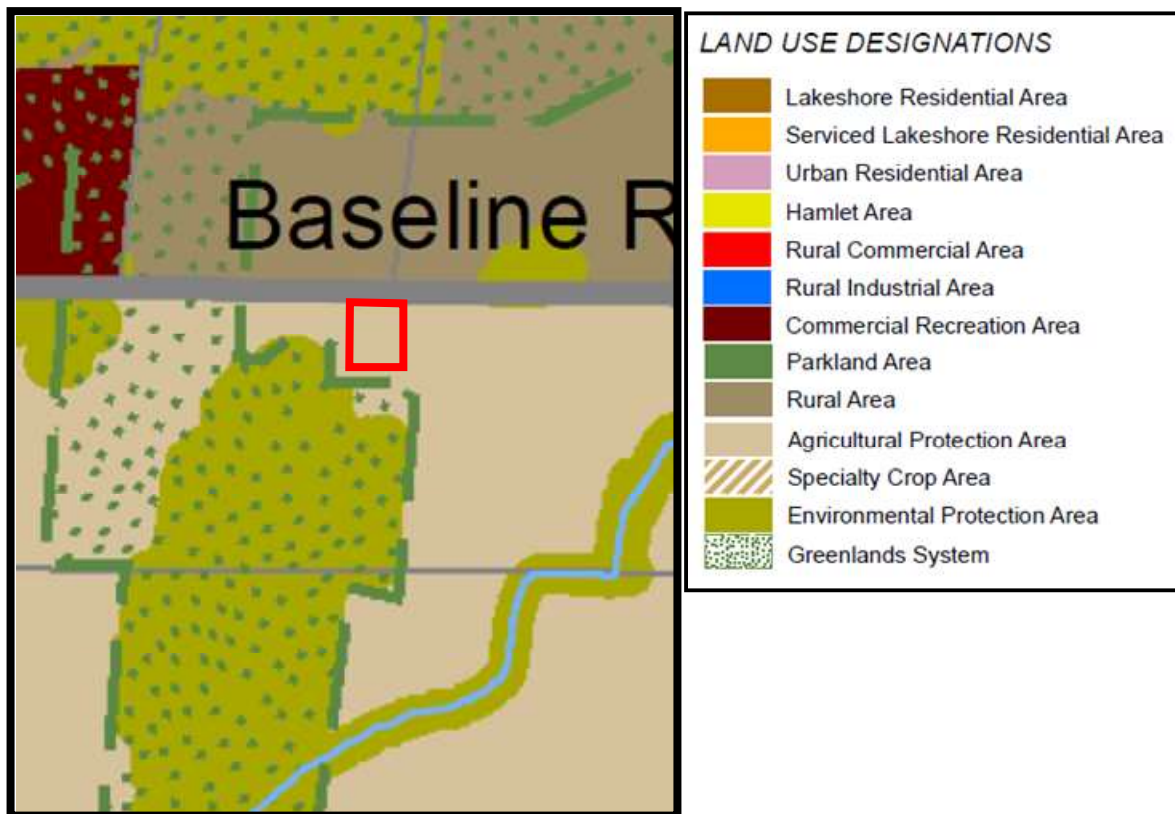 Baseline R
LAND USE DESIGNATIONS
Lakeshore Residential Area
Serviced Lakeshore Residential Area
Urban Residential Area
Hamlet Area
Rural Commercial Area
Rural Industrial Area
Commercial Recreation Area
Parkland Area
Rural Area
Agricultural Protection Area
Specialty Crop Area
Environmental Protection Area
Greenlands System